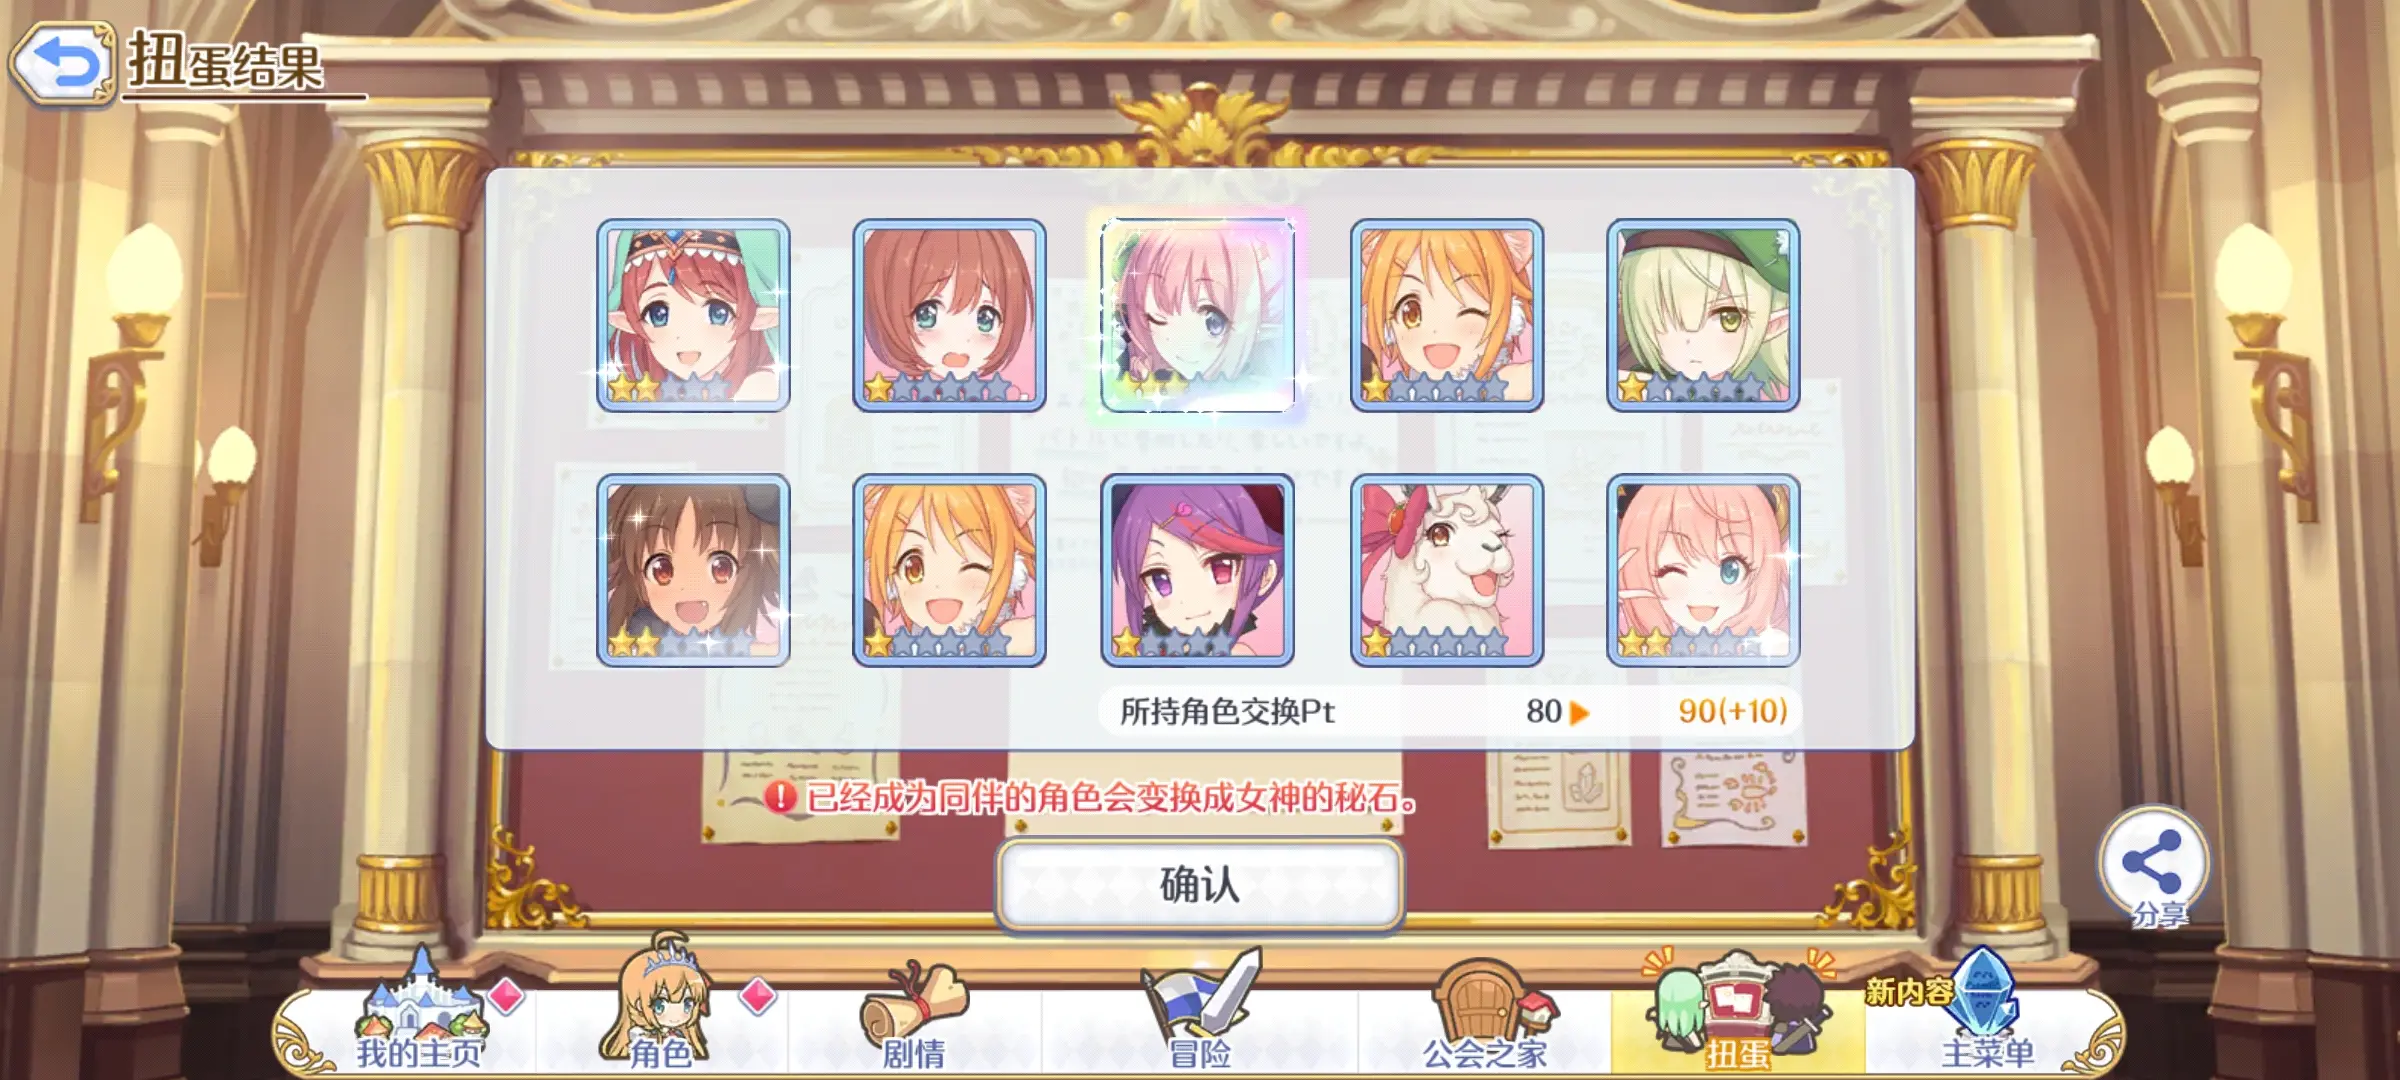 扭蛋结果
所持角色交换Pt 80 90(+10)
已经成为同伴的角色会变换成女神的秘石。
确认
分享
新内容
我的主页 角色 剧情 冒险 公会之家 扭蛋 主菜单